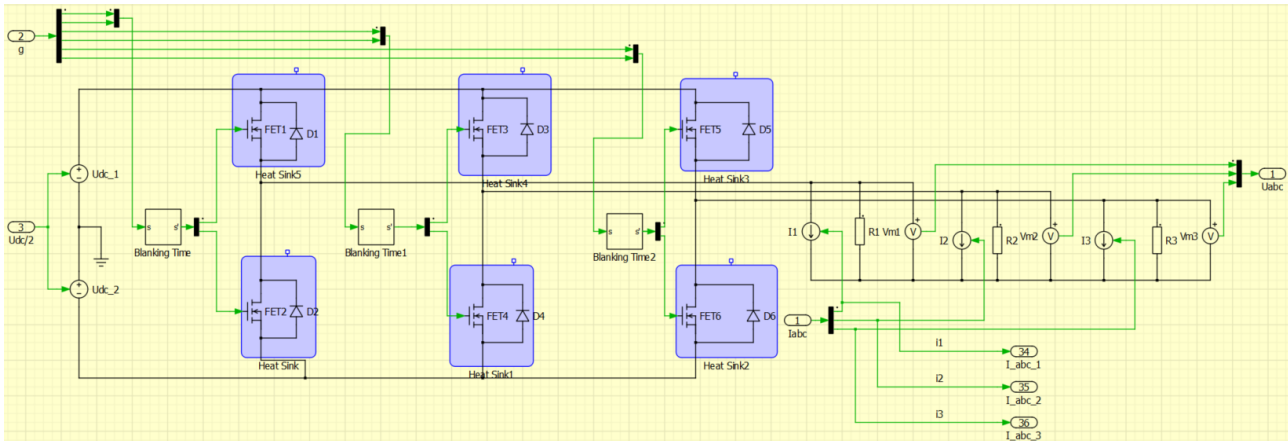 2
g
FET1
D1
Heat Sink5
FET3
D3
Heat Sink4
FET5
D5
Heat Sink3
Udc_1
3
Udc/2
Udc_2
s
s'
Blanking Time
s
s'
Blanking Time1
s
s'
Blanking Time2
FET2
D2
Heat Sink
FET4
D4
Heat Sink1
FET6
D6
Heat Sink2
I1
R1
Vm1
V
I2
R2
Vm2
V
I3
R3
Vm3
V
1
Uabc
1
Iabc
i1
34
I_abc_1
i2
35
I_abc_2
i3
36
I_abc_3